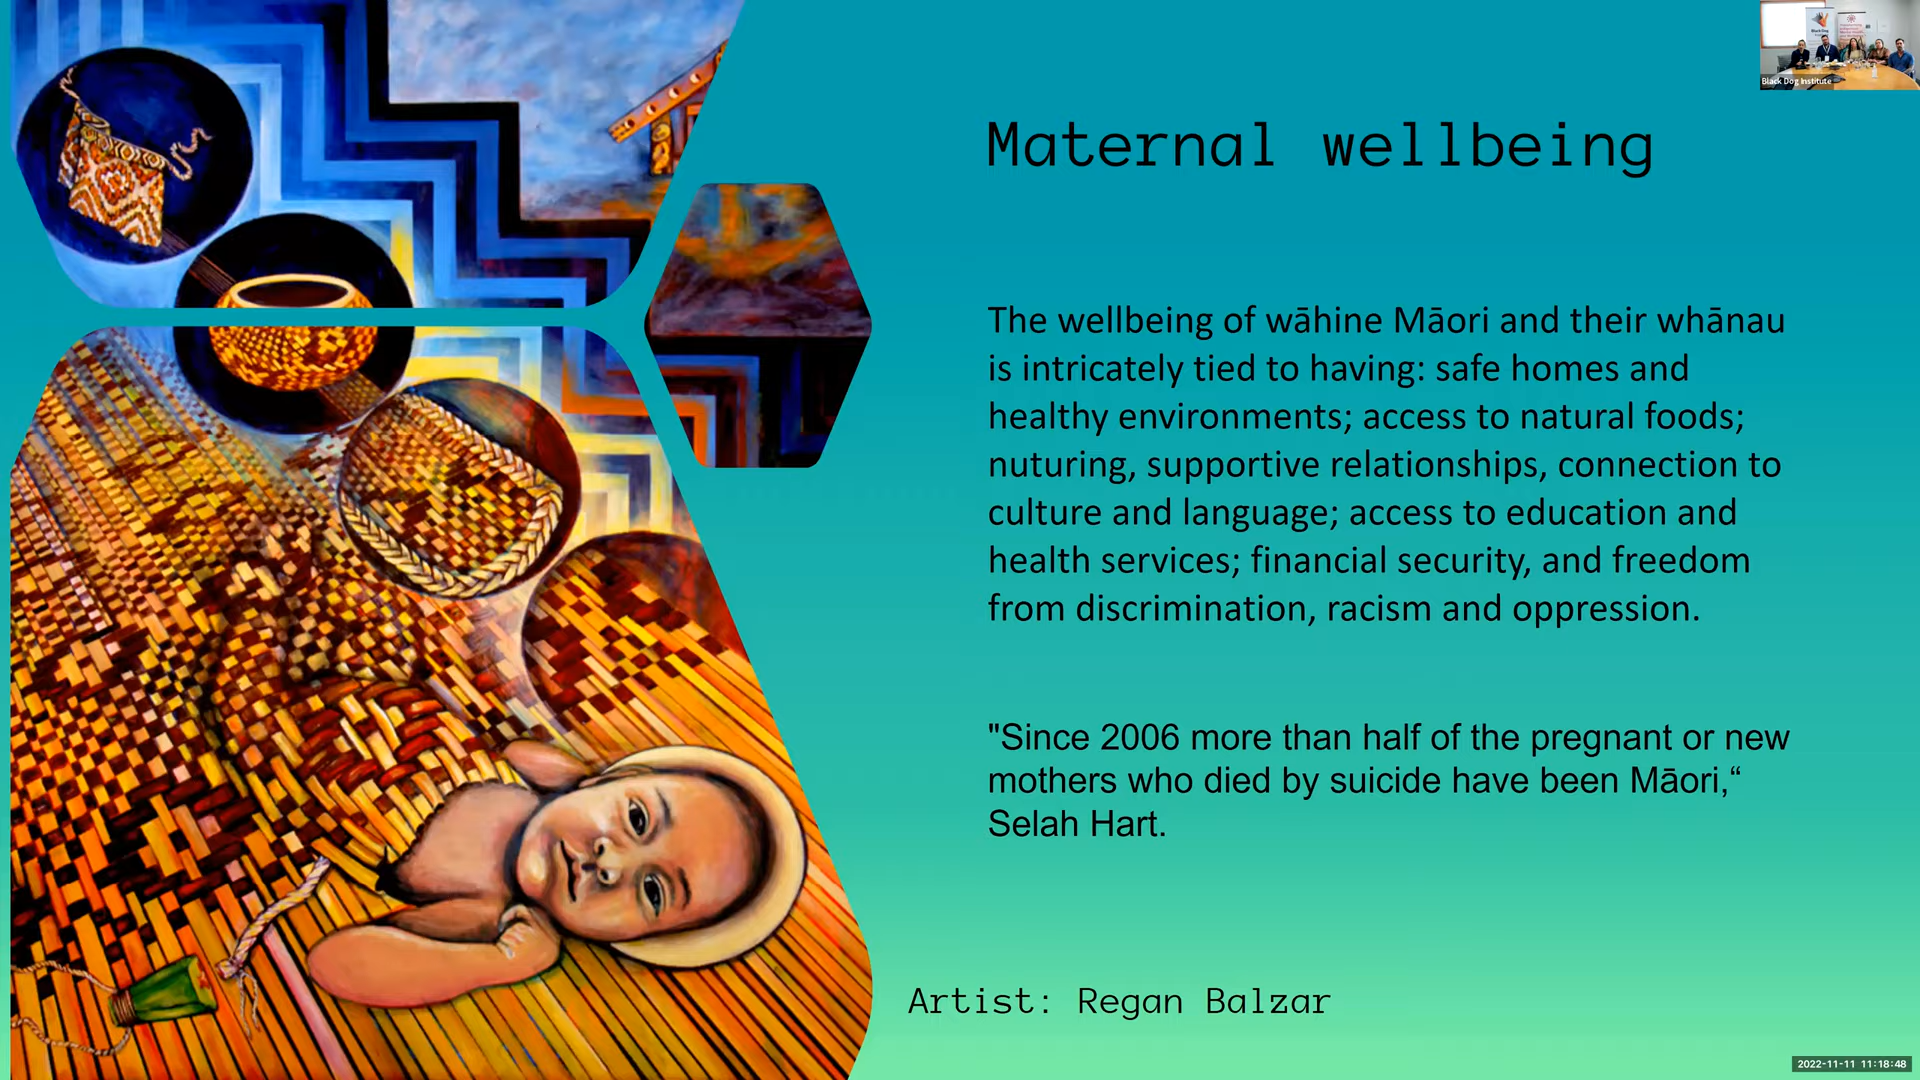 Black Dog Institute
Maternal wellbeing
The wellbeing of wāhine Māori and their whānau
is intricately tied to having: safe homes and
healthy environments; access to natural foods;
nuturing, supportive relationships, connection to
culture and language; access to education and
health services; financial security, and freedom
from discrimination, racism and oppression.
"Since 2006 more than half of the pregnant or new
mothers who died by suicide have been Māori,“
Selah Hart.
Artist: Regan Balzar
2022-11-11 11:18:48